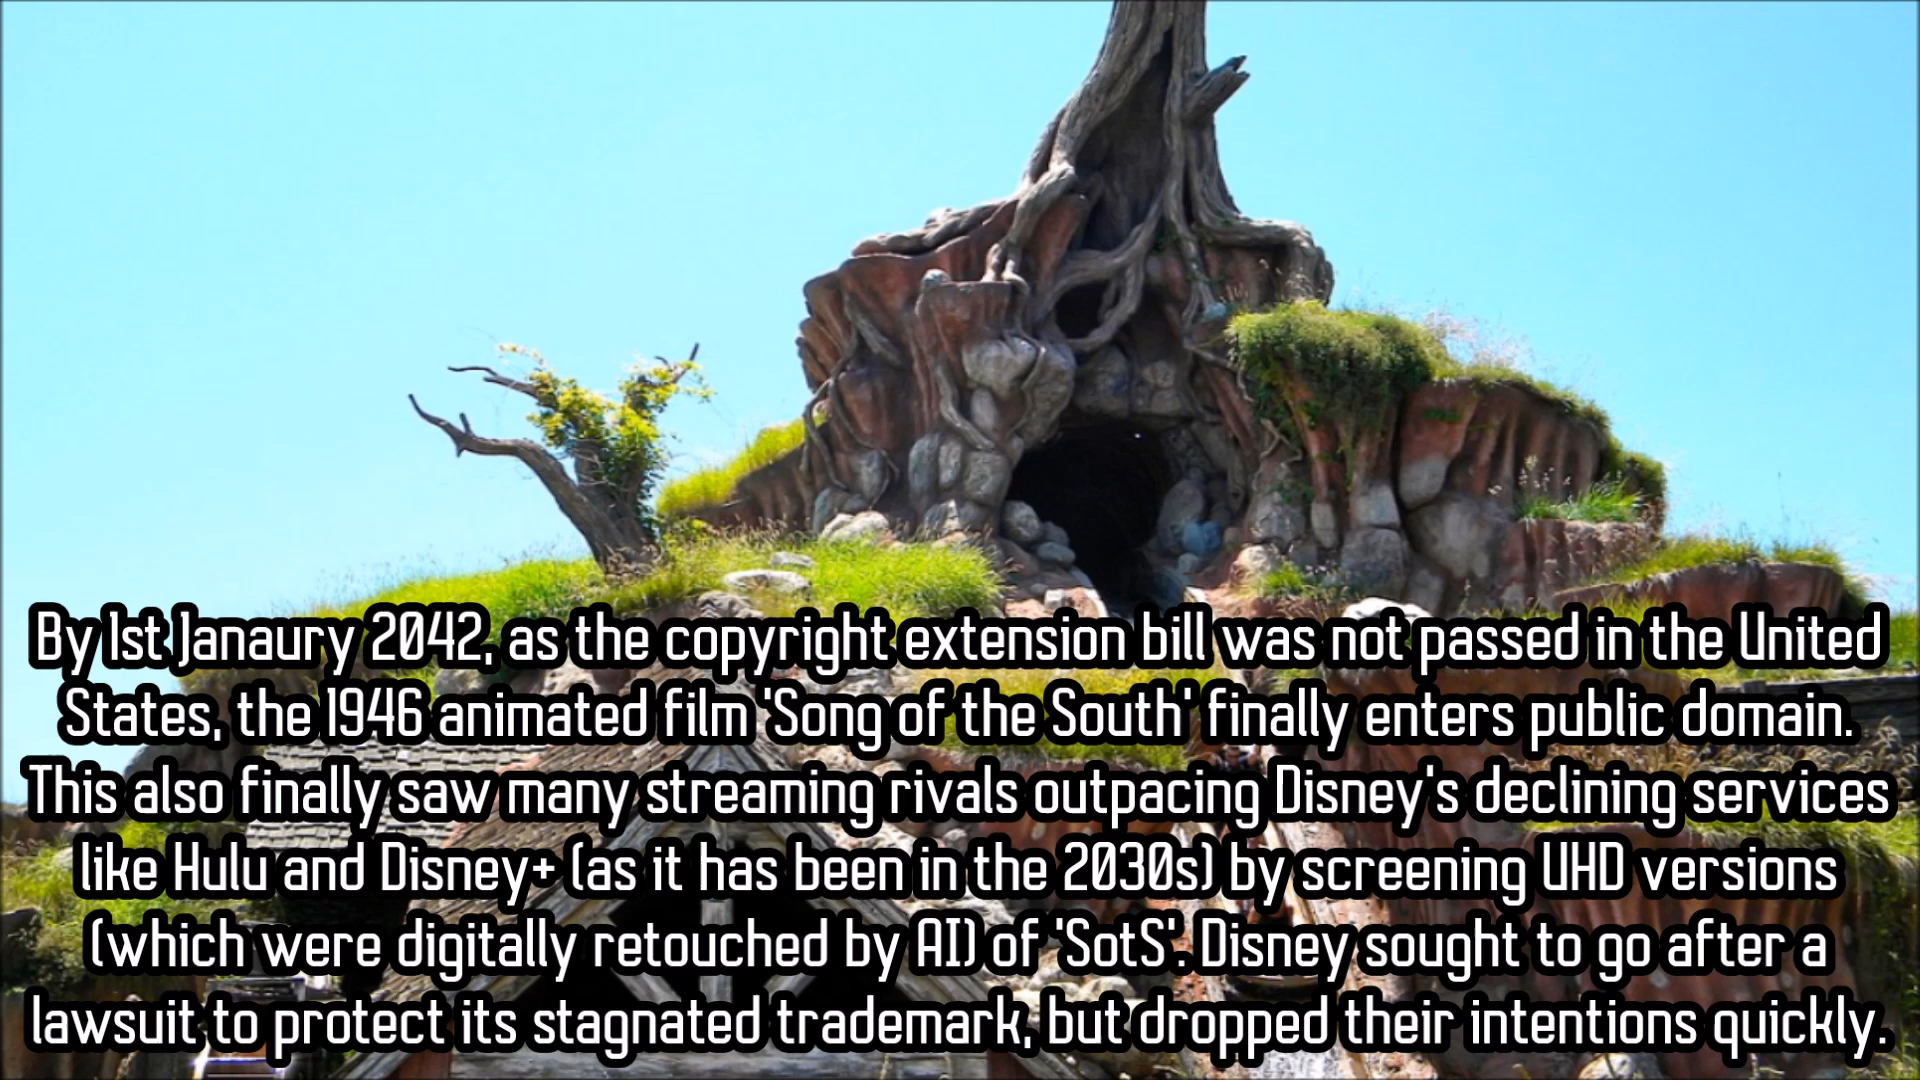 By 1st Janaury 2042, as the copyright extension bill was not passed in the United
States, the 1946 animated film 'Song of the South' finally enters public domain.
This also finally saw many streaming rivals outpacing Disney's declining services
like Hulu and Disney+ (as it has been in the 2030s) by screening UHD versions
(which were digitally retouched by AI) of 'SotS'. Disney sought to go after a
lawsuit to protect its stagnated trademark, but dropped their intentions quickly.